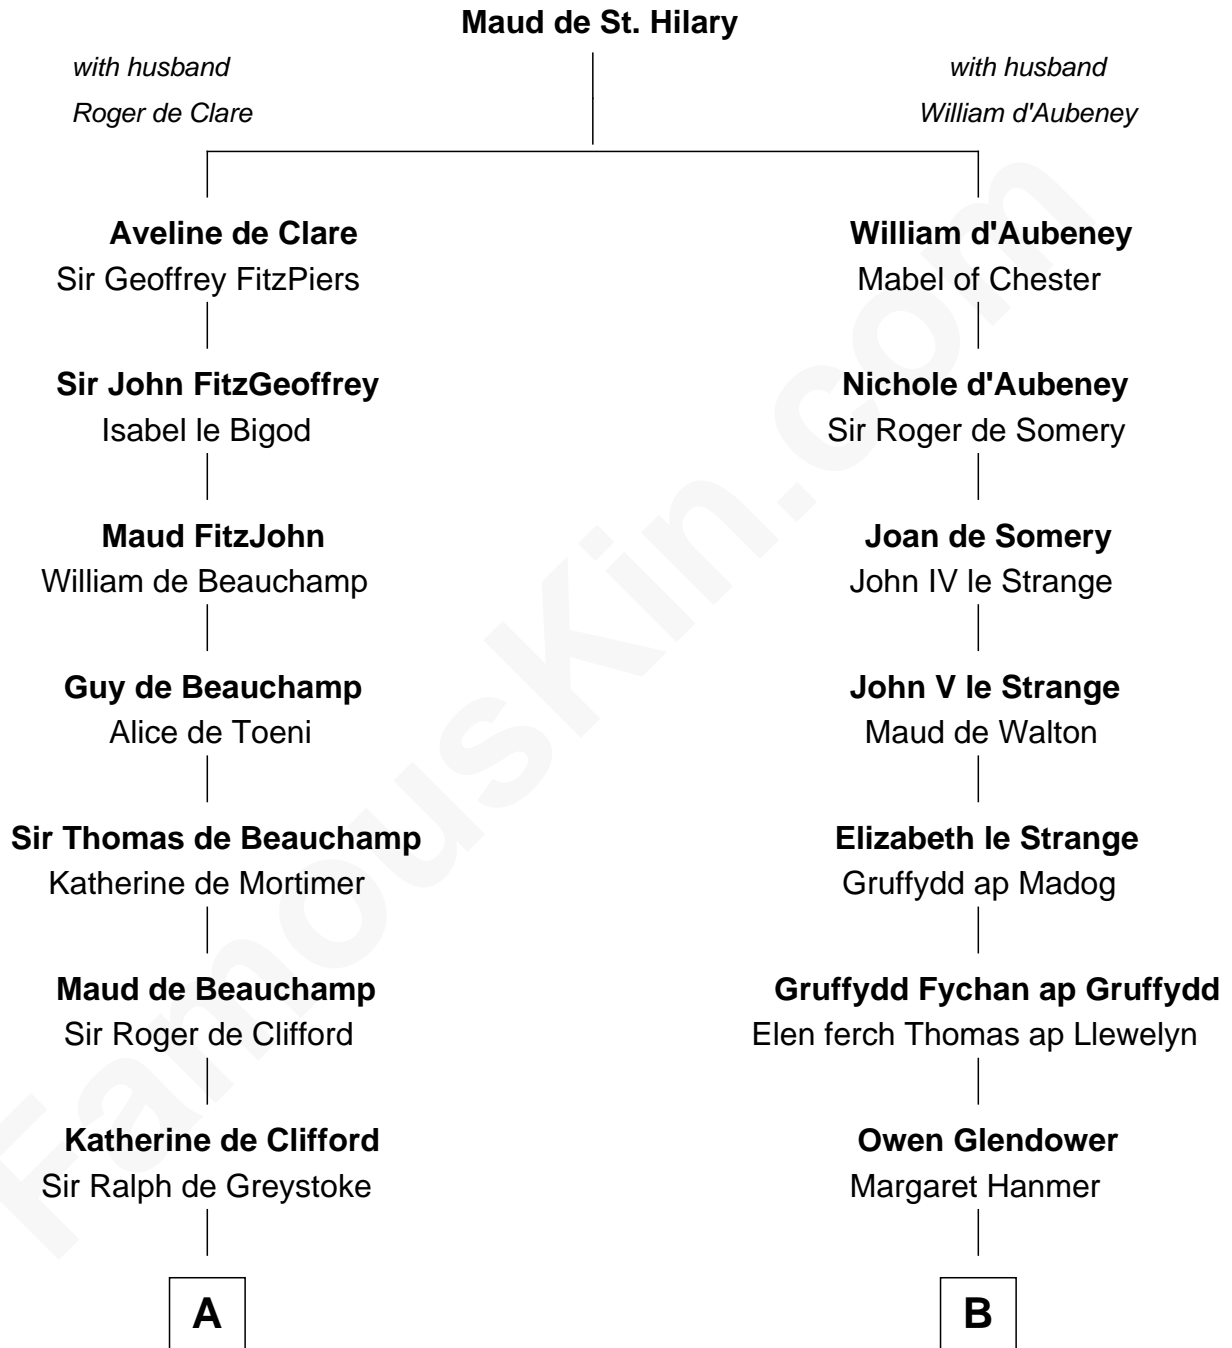 Maud de St. Hilary
with husband
Roger de Clare
with husband
William d'Aubeney
Aveline de Clare
Sir Geoffrey FitzPiers
William d'Aubeney
Mabel of Chester
Sir John FitzGeoffrey
Isabel le Bigod
Nichole d'Aubeney
Sir Roger de Somery
Maud FitzJohn
William de Beauchamp
Joan de Somery
John IV le Strange
Guy de Beauchamp
Alice de Toeni
John V le Strange
Maud de Walton
Sir Thomas de Beauchamp
Katherine de Mortimer
Elizabeth le Strange
Gruffydd ap Madog
Maud de Beauchamp
Sir Roger de Clifford
Gruffydd Fychan ap Gruffydd
Elen ferch Thomas ap Llewelyn
Katherine de Clifford
Sir Ralph de Greystoke
Owen Glendower
Margaret Hanmer
A
B
FamousKin.com